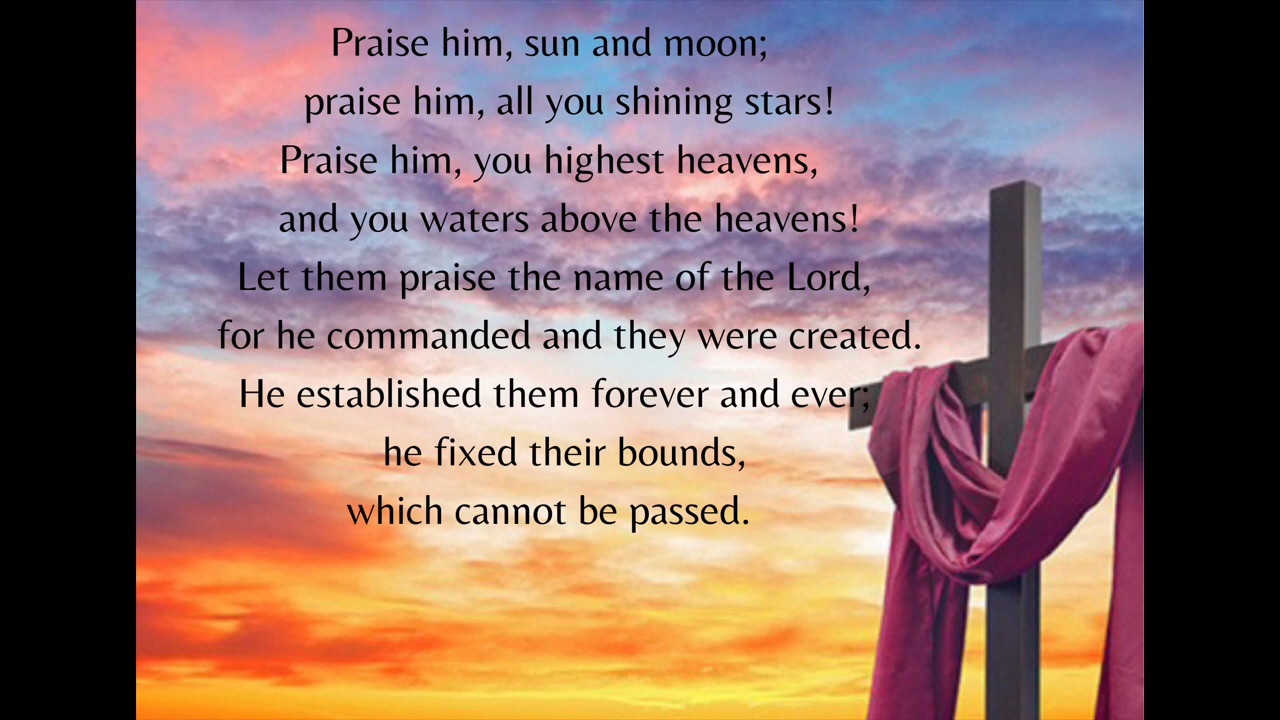 Praise him, sun and moon;
praise him, all you shining stars!
Praise him, you highest heavens,
and you waters above the heavens!
Let them praise the name of the Lord,
for he commanded and they were created.
He established them forever and ever;
he fixed their bounds,
which cannot be passed.